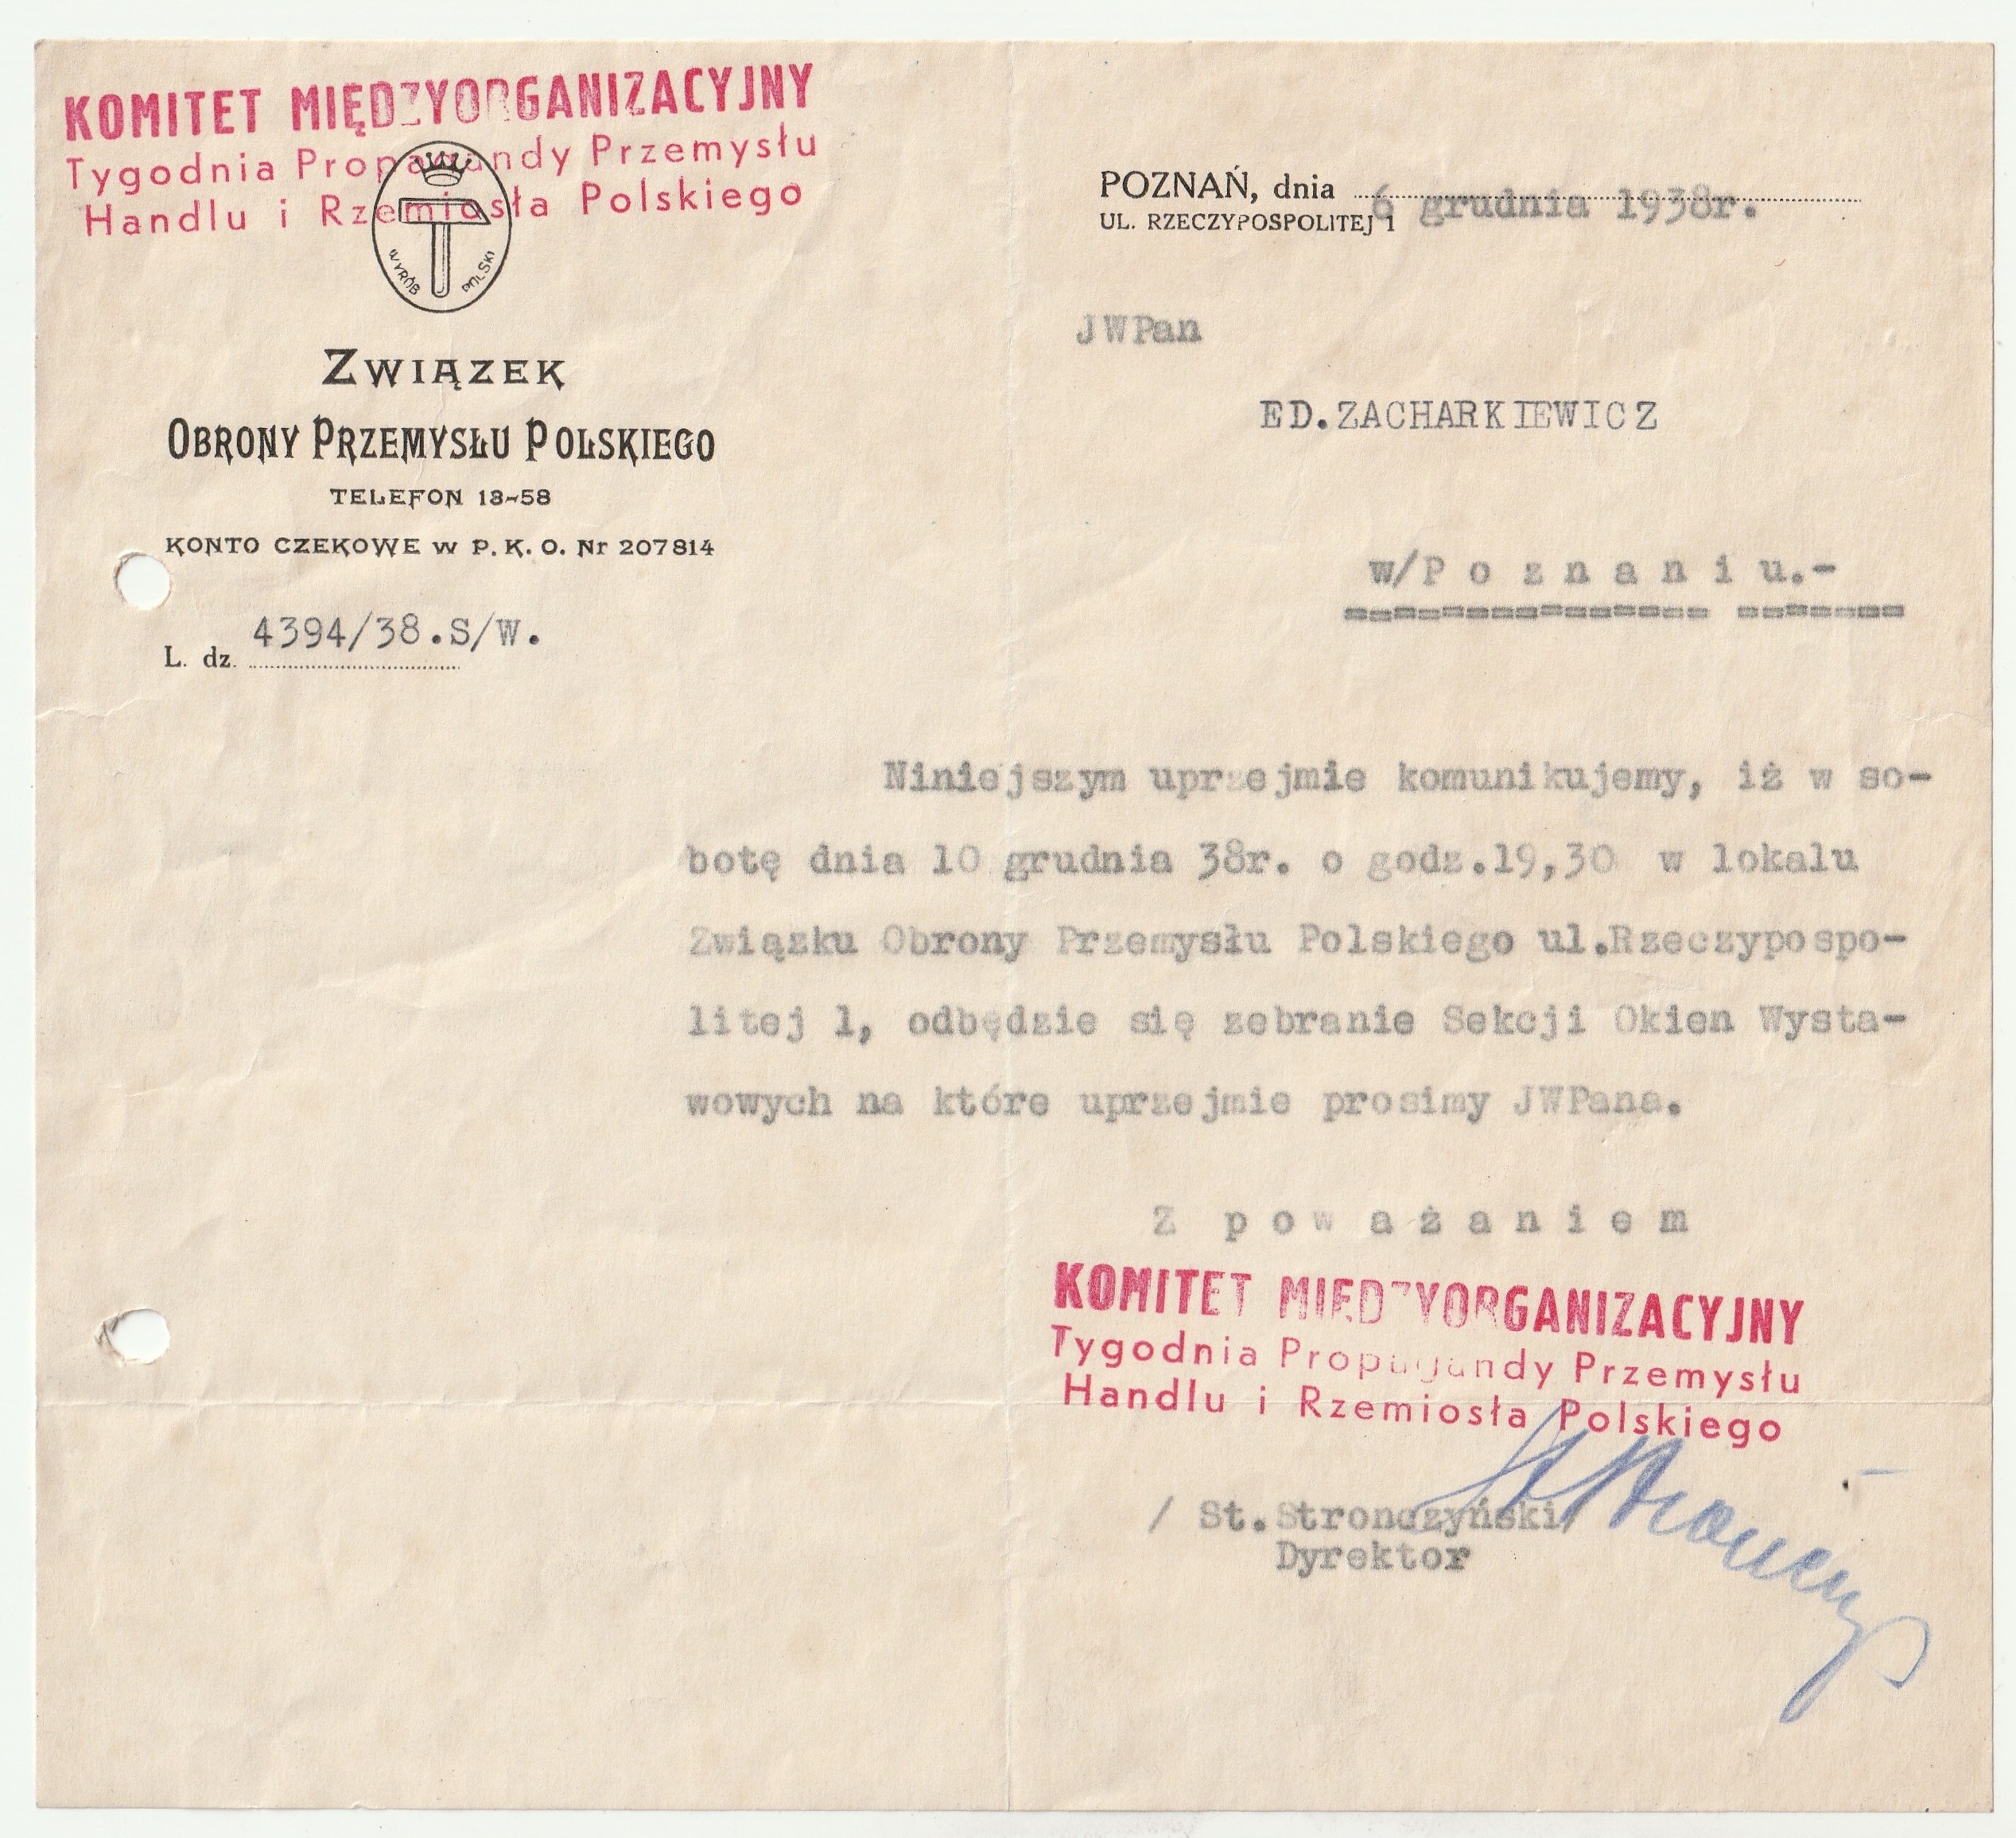 KOMITET MIĘDZYORGANIZACYJNY
Tygodnia Propagandy Przemysłu
Handlu i Rzemiosła Polskiego
WYRÓB POLSKI
ZWIĄZEK
OBRONY PRZEMYSŁU POLSKIEGO
TELEFON 18-58
KONTO CZEKOWE w P. K. O. Nr 207814
L. dz. 4394/38.S/W.
POZNAŃ, dnia 6 grudnia 1938r.
UL. RZECZYPOSPOLITEJ 1
JWPan
ED.ZACHARKIEWICZ
w/P o z n a n i u.-
Niniejszym uprzejmie komunikujemy, iż w so-
botę dnia 10 grudnia 38r. o godz.19,30 w lokalu
Związku Obrony Przemysłu Polskiego ul.Rzeczypospo-
litej 1, odbędzie się zebranie Sekcji Okien Wysta-
wowych na które uprzejmie prosimy JWPana.
Z p o w a ż a n i e m
KOMITET MIĘDZYORGANIZACYJNY
Tygodnia Propagandy Przemysłu
Handlu i Rzemiosła Polskiego
/ St.Stronczyński/
Dyrektor